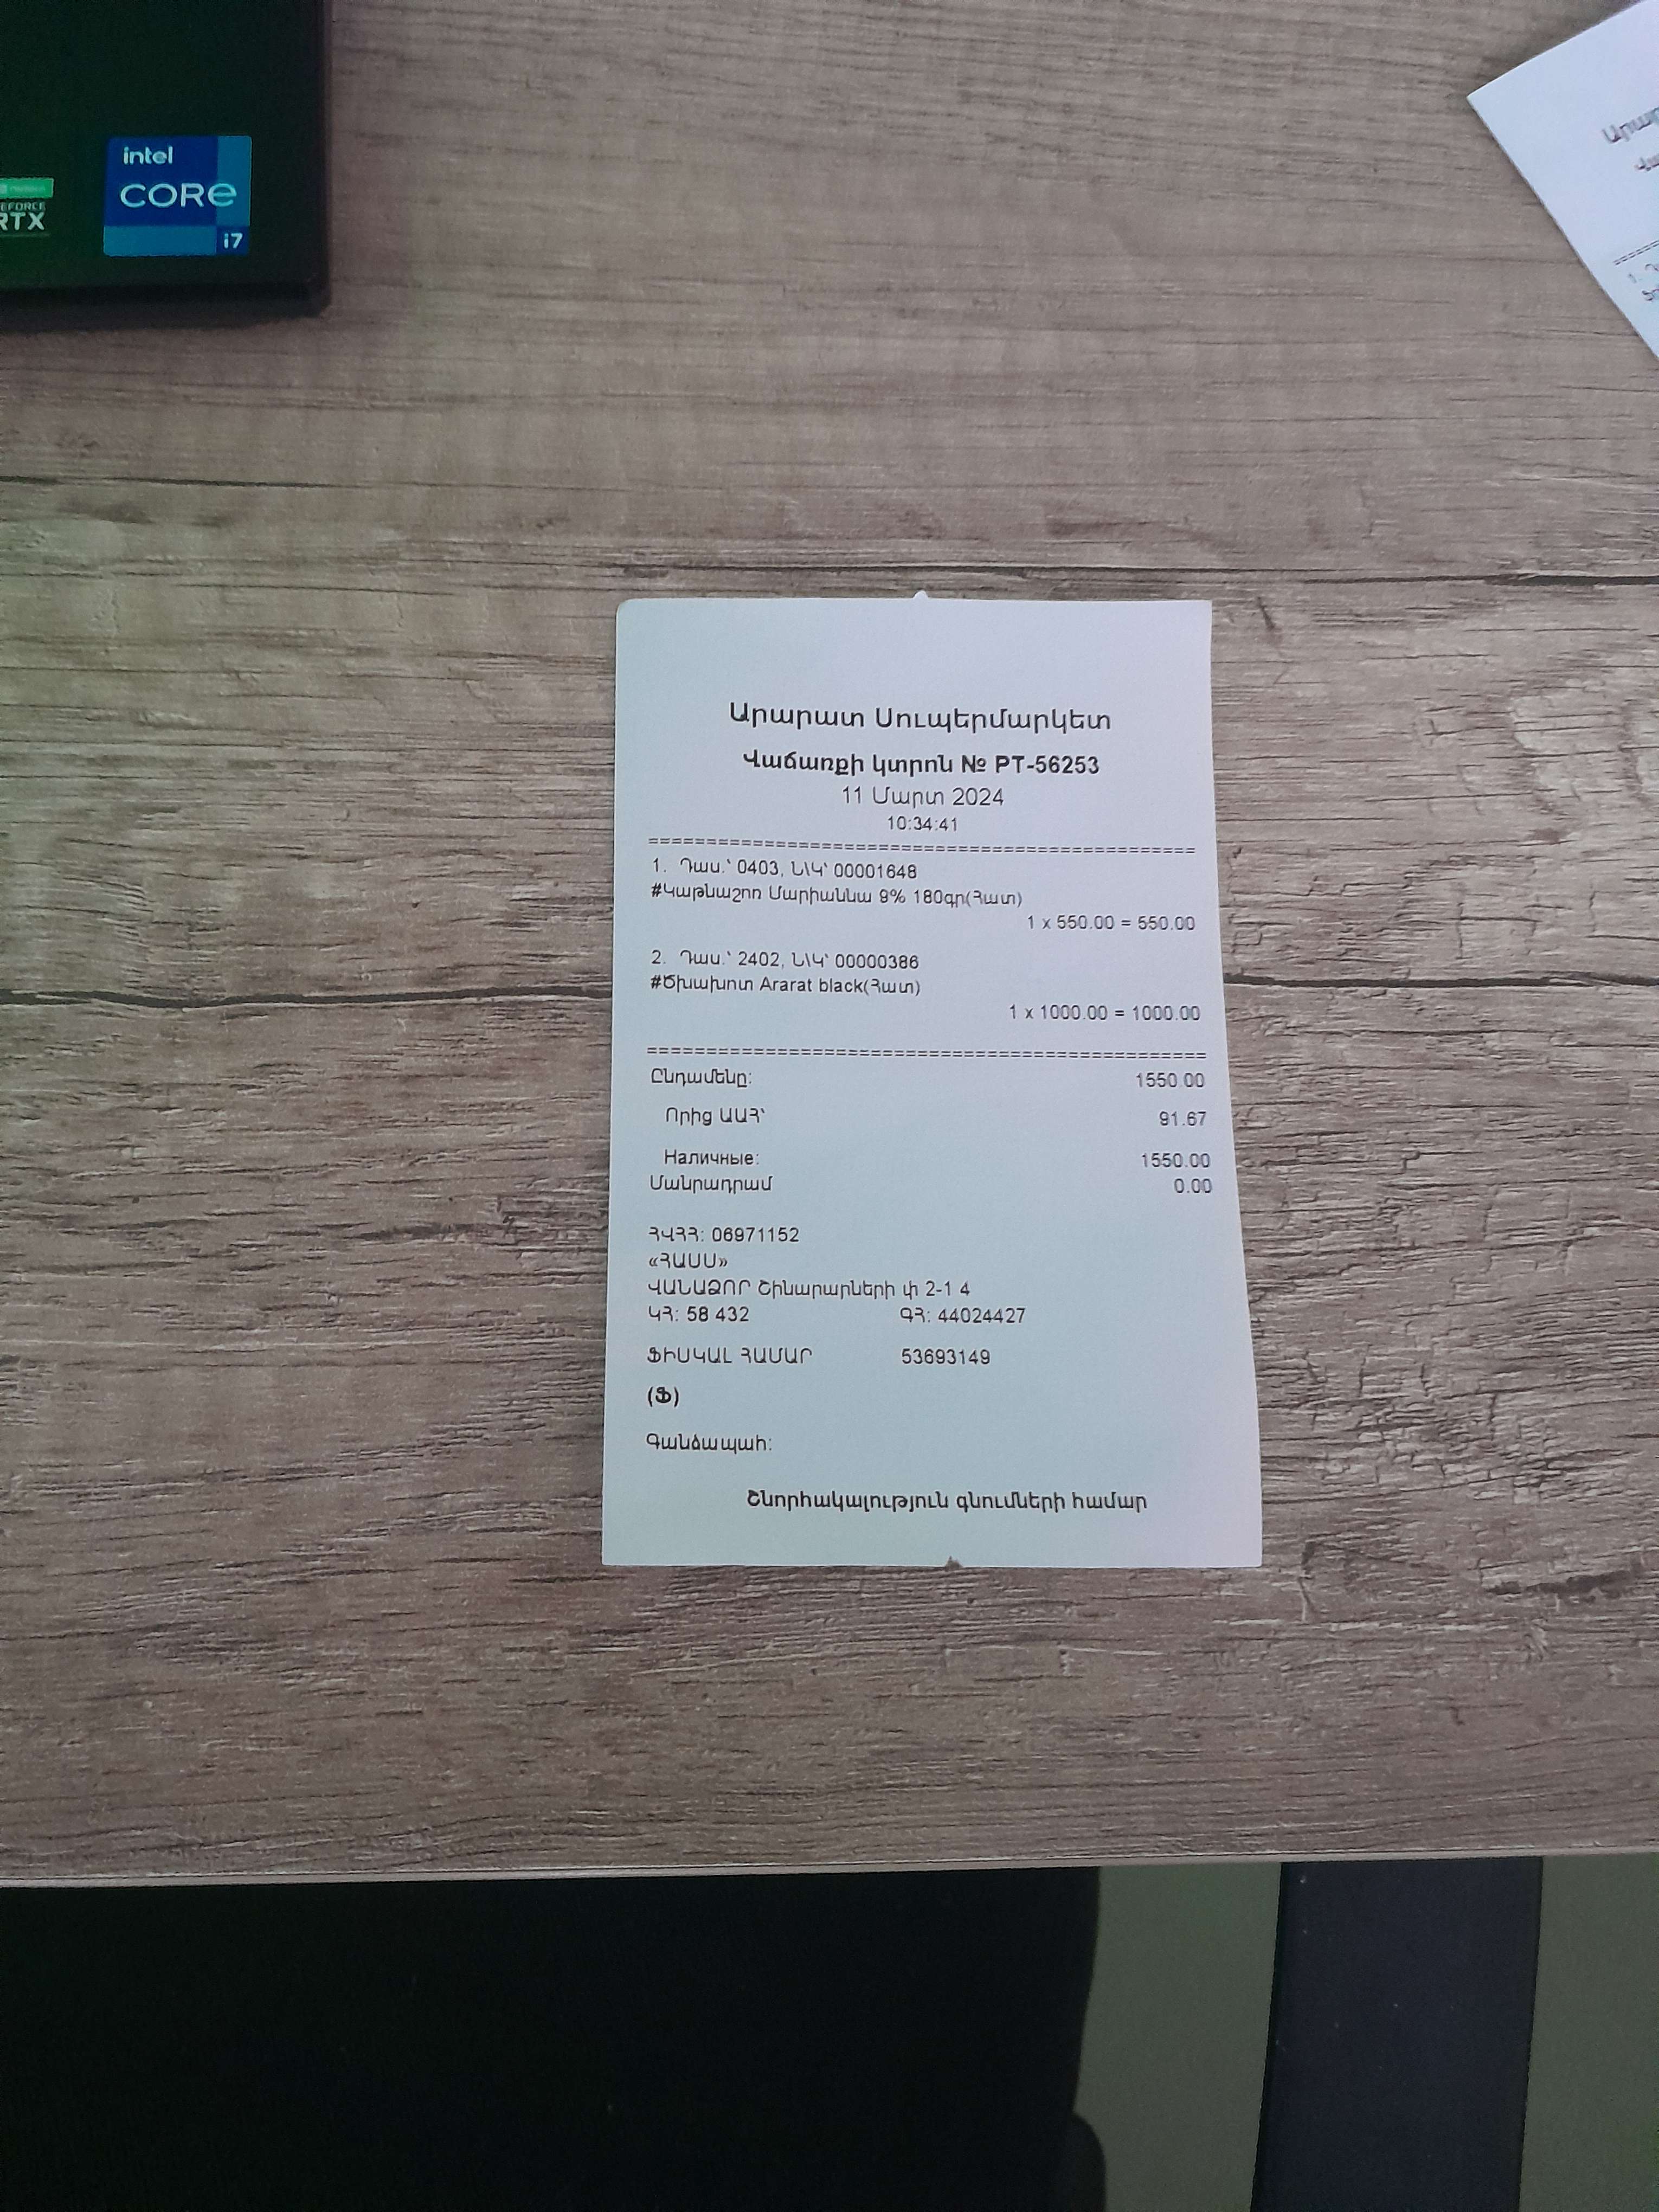 intel
CORE
i7
RTX
Արարատ Սուպերմարկետ
Վաճառքի կտրոն № PT-56253
11 Մարտ 2024
10:34:41
================================================
1. Դաս.՝ 0403, Ն\Կ՝ 00001648
#Կաթնաշոռ Մարիաննա 9% 180գր(Հատ)
1 x 550.00 = 550.00
2. Դաս.՝ 2402, Ն\Կ՝ 00000386
#Ծխախոտ Ararat black(Հատ)
1 x 1000.00 = 1000.00
================================================
Ընդամենը: 1550.00
Որից ԱԱՀ՝ 91.67
Наличные: 1550.00
Մանրադրամ 0.00
ՀՎՀՀ: 06971152
«ՀԱՍՍ»
ՎԱՆԱՁՈՐ Շինարարների փ 2-1 4
ԿՀ: 58 432 ԳՀ: 44024427
ՖԻՍԿԱԼ ՀԱՄԱՐ 53693149
(Ֆ)
Գանձապահ:
Շնորհակալություն գնումների համար